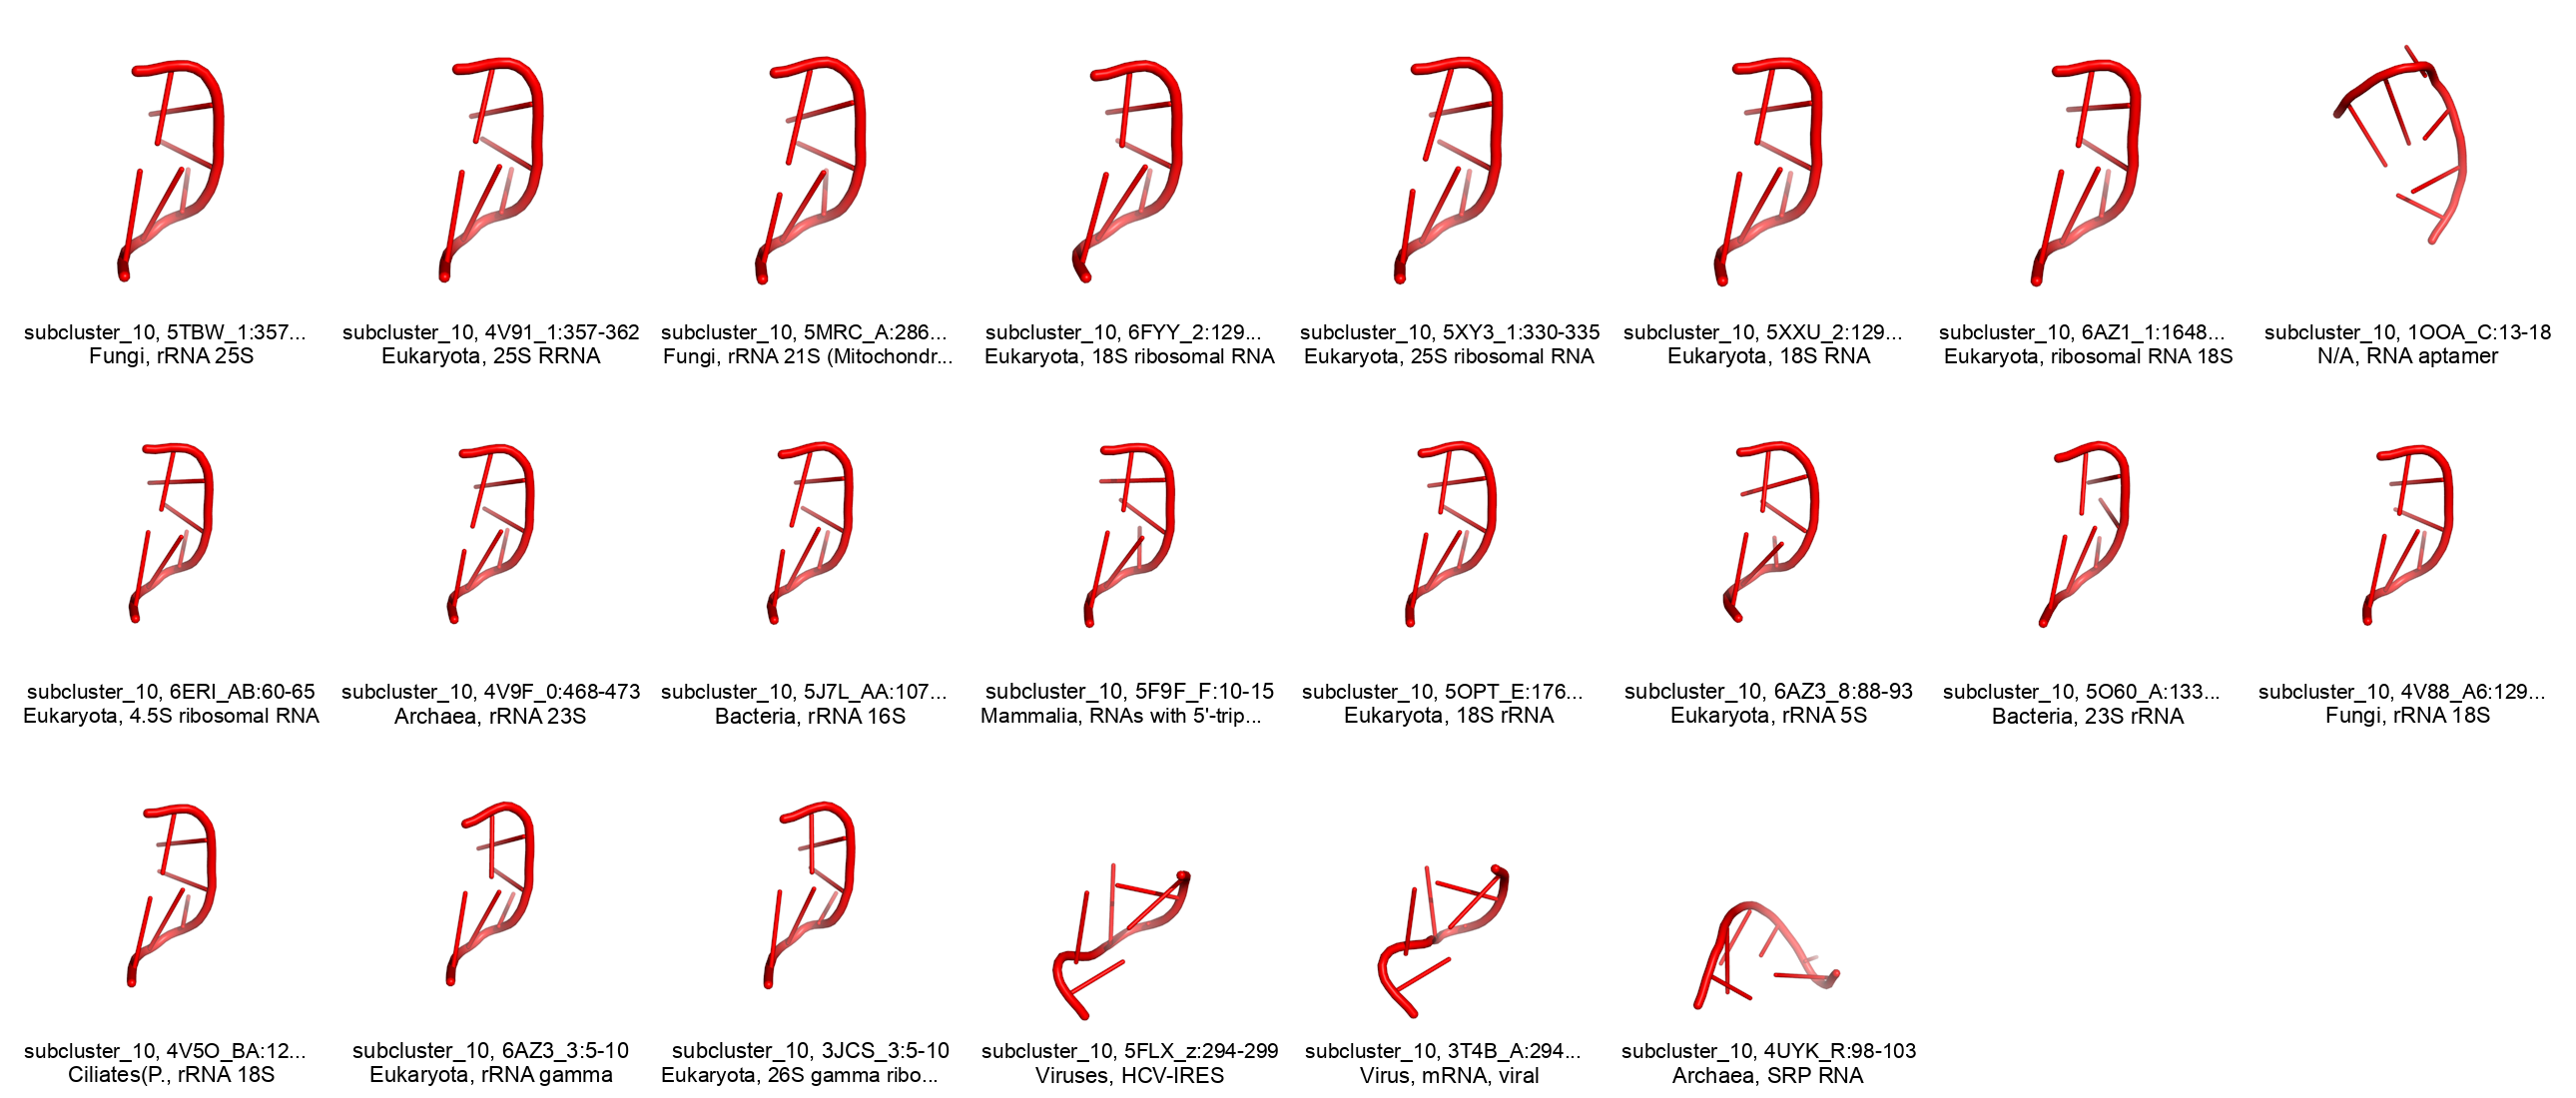 subcluster_10, 5TBW_1:357...
Fungi, rRNA 25S
subcluster_10, 4V91_1:357-362
Eukaryota, 25S RRNA
subcluster_10, 5MRC_A:286...
Fungi, rRNA 21S (Mitochondr...
subcluster_10, 6FYY_2:129...
Eukaryota, 18S ribosomal RNA
subcluster_10, 5XY3_1:330-335
Eukaryota, 25S ribosomal RNA
subcluster_10, 5XXU_2:129...
Eukaryota, 18S RNA
subcluster_10, 6AZ1_1:1648...
Eukaryota, ribosomal RNA 18S
subcluster_10, 1OOA_C:13-18
N/A, RNA aptamer
subcluster_10, 6ERI_AB:60-65
Eukaryota, 4.5S ribosomal RNA
subcluster_10, 4V9F_0:468-473
Archaea, rRNA 23S
subcluster_10, 5J7L_AA:107...
Bacteria, rRNA 16S
subcluster_10, 5F9F_F:10-15
Mammalia, RNAs with 5'-trip...
subcluster_10, 5OPT_E:176...
Eukaryota, 18S rRNA
subcluster_10, 6AZ3_8:88-93
Eukaryota, rRNA 5S
subcluster_10, 5O60_A:133...
Bacteria, 23S rRNA
subcluster_10, 4V88_A6:129...
Fungi, rRNA 18S
subcluster_10, 4V5O_BA:12...
Ciliates(P., rRNA 18S
subcluster_10, 6AZ3_3:5-10
Eukaryota, rRNA gamma
subcluster_10, 3JCS_3:5-10
Eukaryota, 26S gamma ribo...
subcluster_10, 5FLX_z:294-299
Viruses, HCV-IRES
subcluster_10, 3T4B_A:294...
Virus, mRNA, viral
subcluster_10, 4UYK_R:98-103
Archaea, SRP RNA